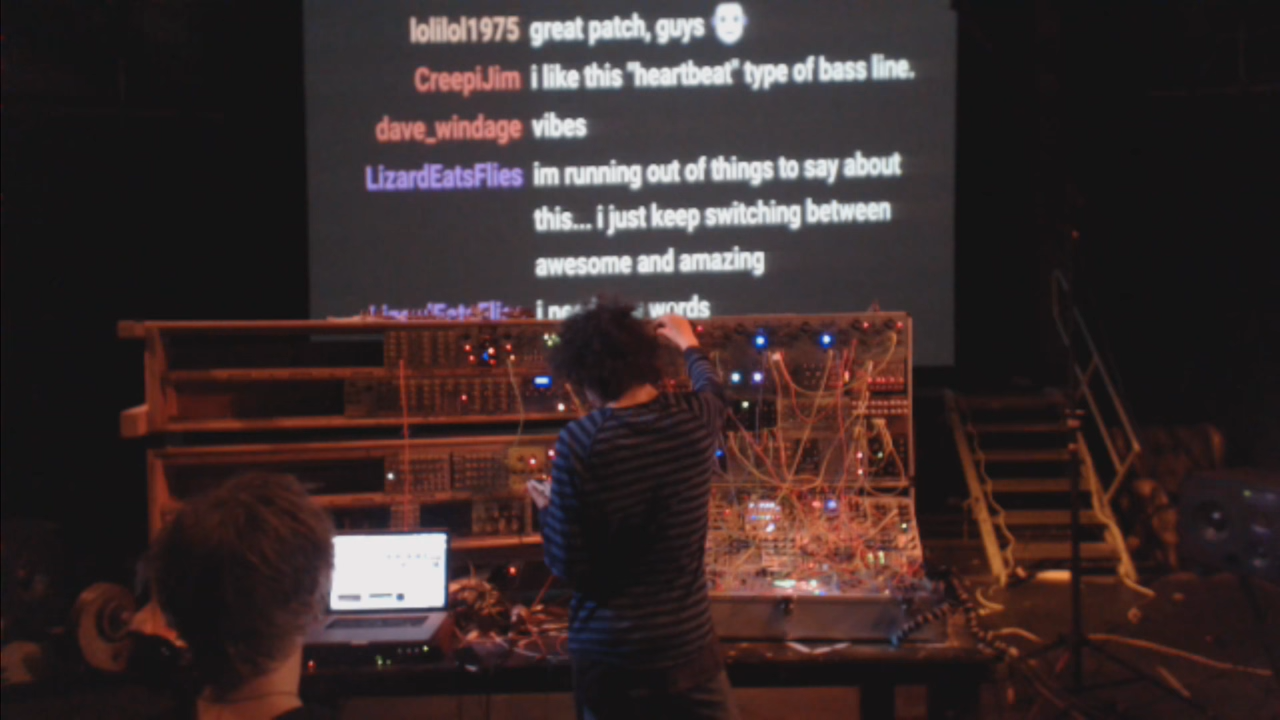 lolilol1975 great patch, guys
CreepiJim i like this "heartbeat" type of bass line.
dave_windage vibes
LizardEatsFlies im running out of things to say about
this... i just keep switching between
awesome and amazing
LizardEatsFlies i words